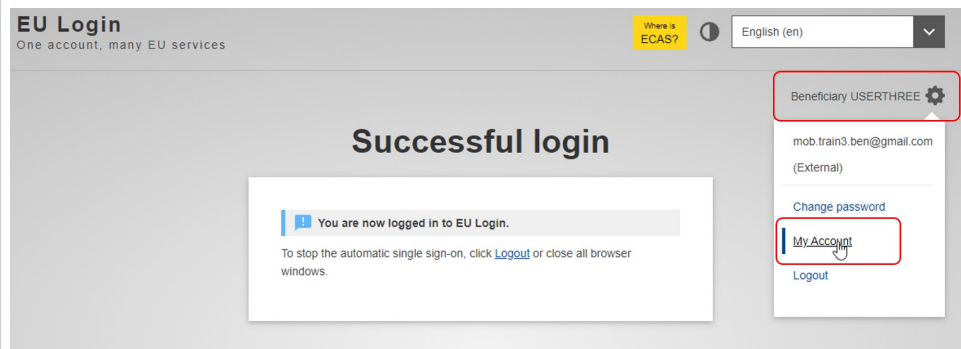 EU Login
One account, many EU services
Where is
ECAS?
English (en)
Beneficiary USERTHREE
Successful login
mob.train3.ben@gmail.com
(External)
You are now logged in to EU Login.
Change password
To stop the automatic single sign-on, click Logout or close all browser
windows.
My Account
Logout